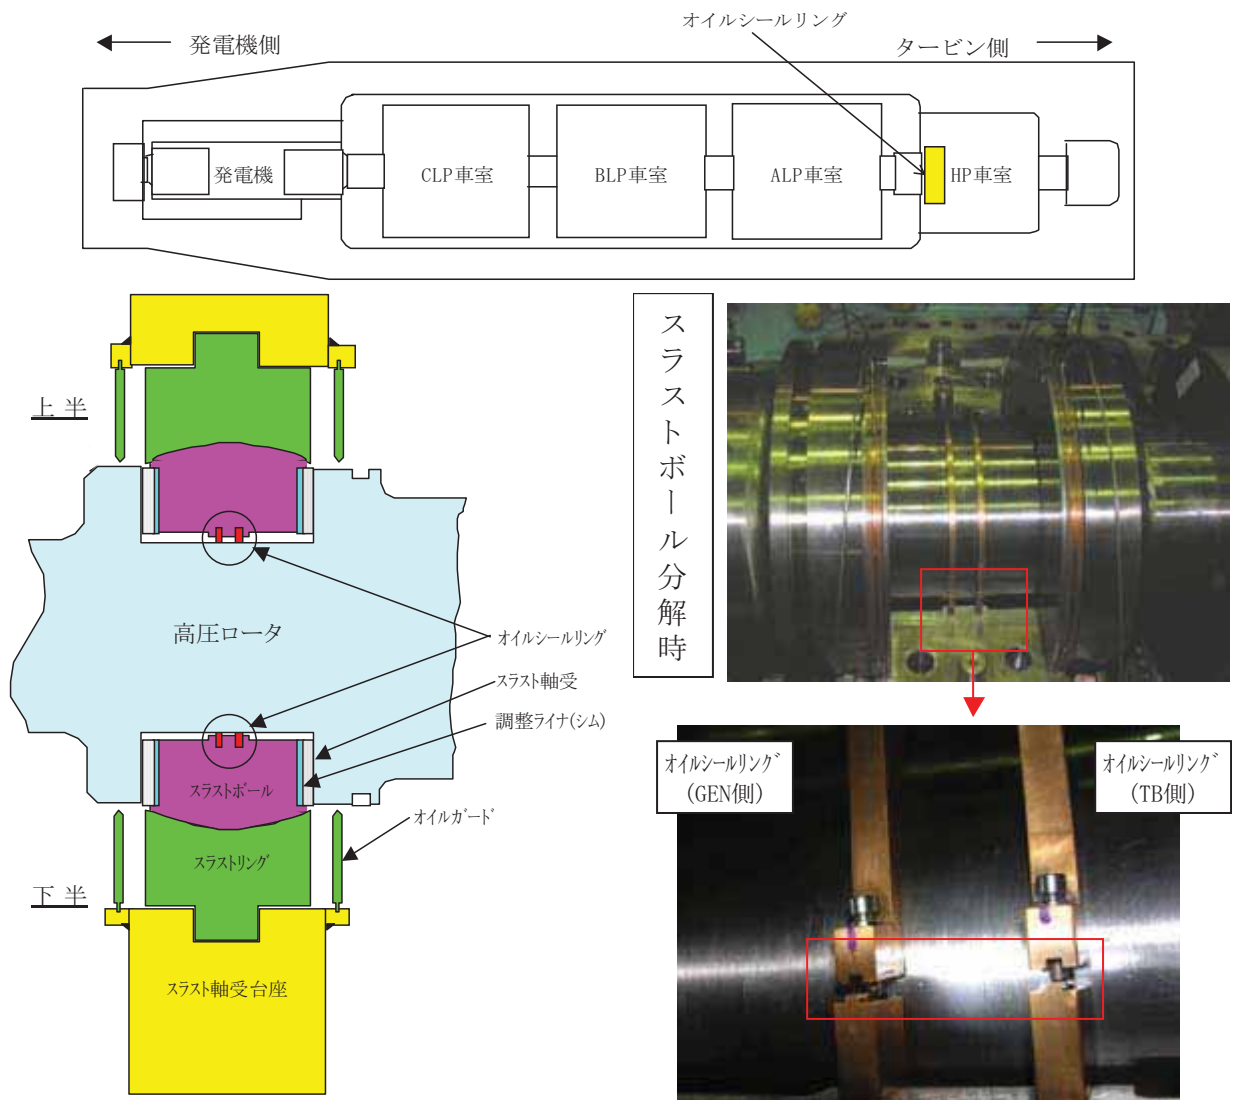 オイルシールリング
発電機側
タービン側
発電機
CLP車室
BLP車室
ALP車室
HP車室
上 半
高圧ロータ
オイルシールリング
スラスト軸受
調整ライナ(シム)
スラストボール
オイルガード
スラストリング
下 半
スラスト軸受台座
スラストボール分解時
オイルシールリング
(GEN側)
オイルシールリング
(TB側)